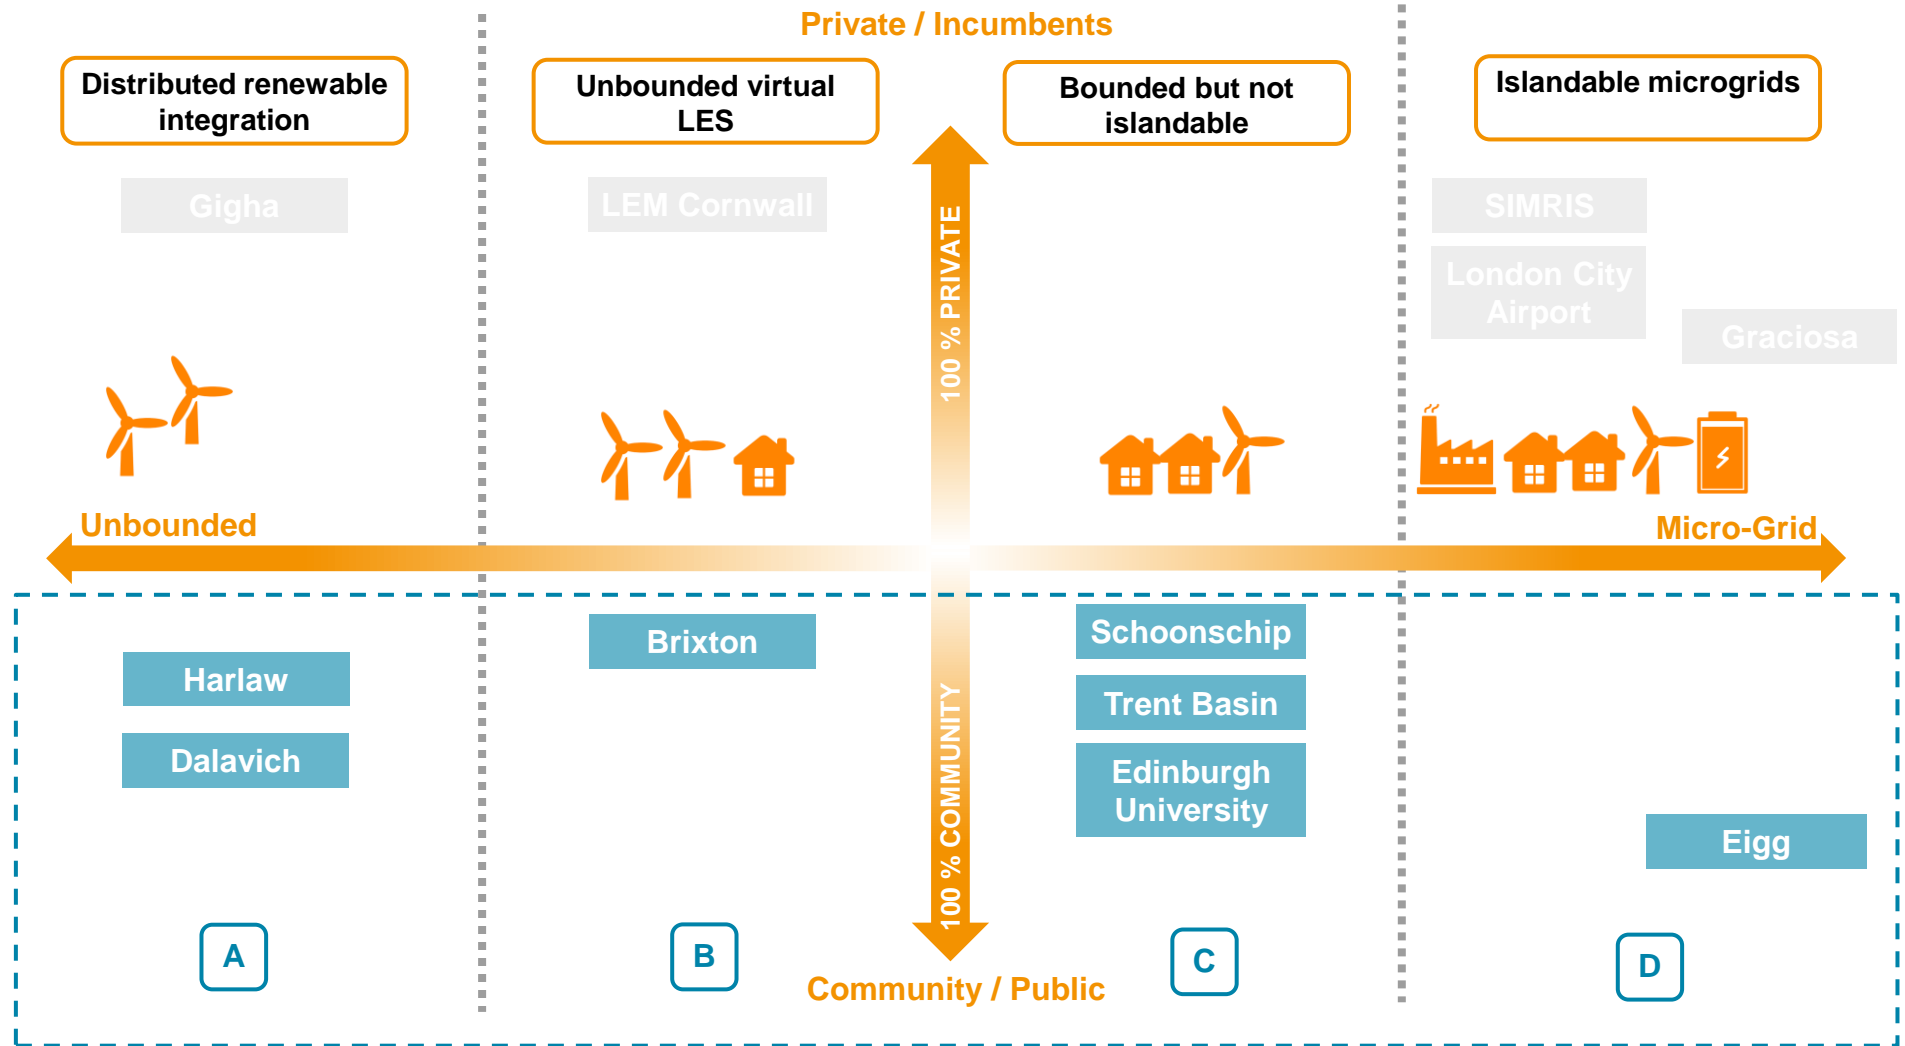 Private / Incumbents
Distributed renewable
integration
Unbounded virtual
LES
Bounded but not
islandable
Islandable microgrids
Gigha
LEM Cornwall
SIMRIS
London City
Airport
Graciosa
100 % PRIVATE
Unbounded
Micro-Grid
Harlaw
Dalavich
Brixton
Schoonschip
Trent Basin
Edinburgh
University
Eigg
100 % COMMUNITY
A
B
C
D
Community / Public